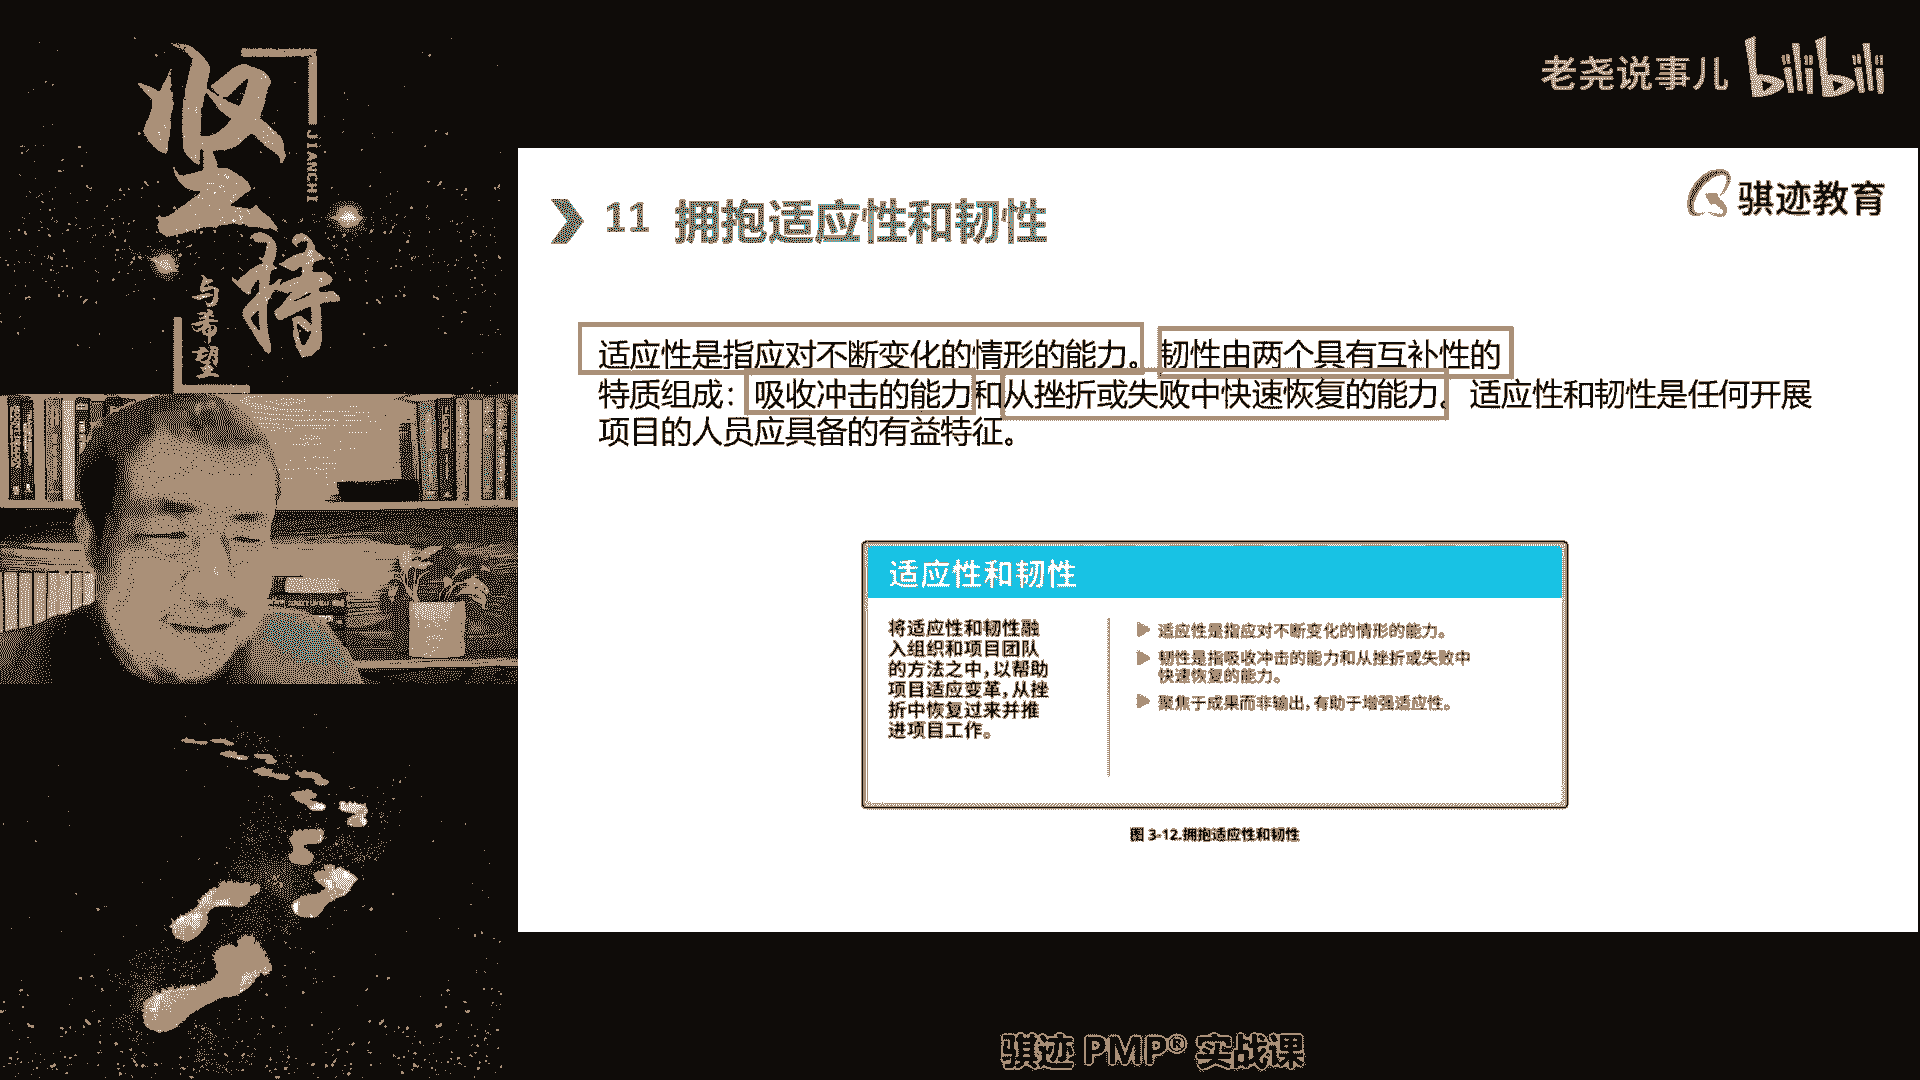 坚持
JIANCHI
与希望
老尧说事儿 bilibili
骐迹教育
11 拥抱适应性和韧性
适应性是指应对不断变化的情形的能力。 韧性由两个具有互补性的
特质组成：吸收冲击的能力和从挫折或失败中快速恢复的能力。 适应性和韧性是任何开展
项目的人员应具备的有益特征。
适应性和韧性
将适应性和韧性融
入组织和项目团队
的方法之中，以帮助
项目适应变革，从挫
折中恢复过来并推
进项目工作。
适应性是指应对不断变化的情形的能力。
韧性是指吸收冲击的能力和从挫折或失败中
快速恢复的能力。
聚焦于成果而非输出，有助于增强适应性。
图 3-12.拥抱适应性和韧性
骐迹 PMP® 实战课